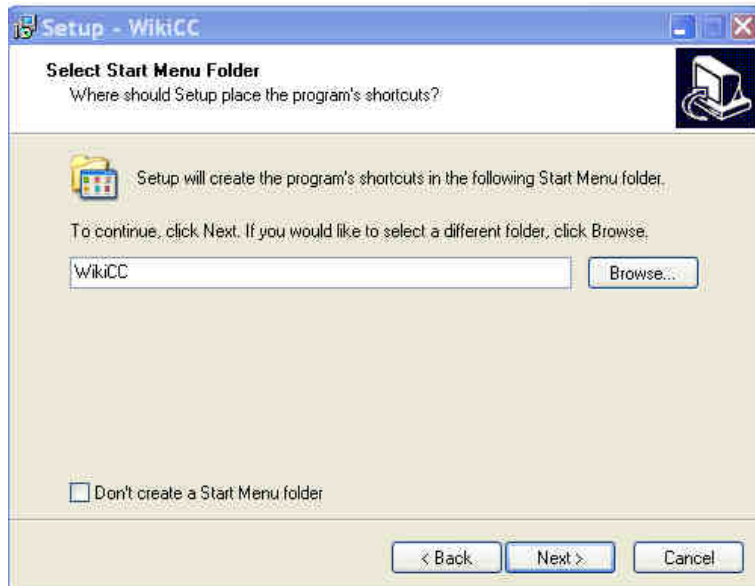 Setup - WikiCC
Select Start Menu Folder
Where should Setup place the program's shortcuts?
Setup will create the program's shortcuts in the following Start Menu folder.
To continue, click Next. If you would like to select a different folder, click Browse.
WikiCC
Browse...
Don't create a Start Menu folder
< Back
Next >
Cancel